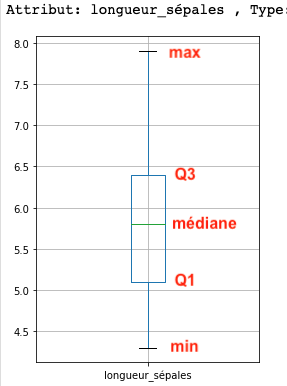 Attribut: longueur_sépales , Type:
8.0
max
7.5
7.0
6.5
Q3
6.0
médiane
5.5
Q1
5.0
4.5
min
longueur_sépales